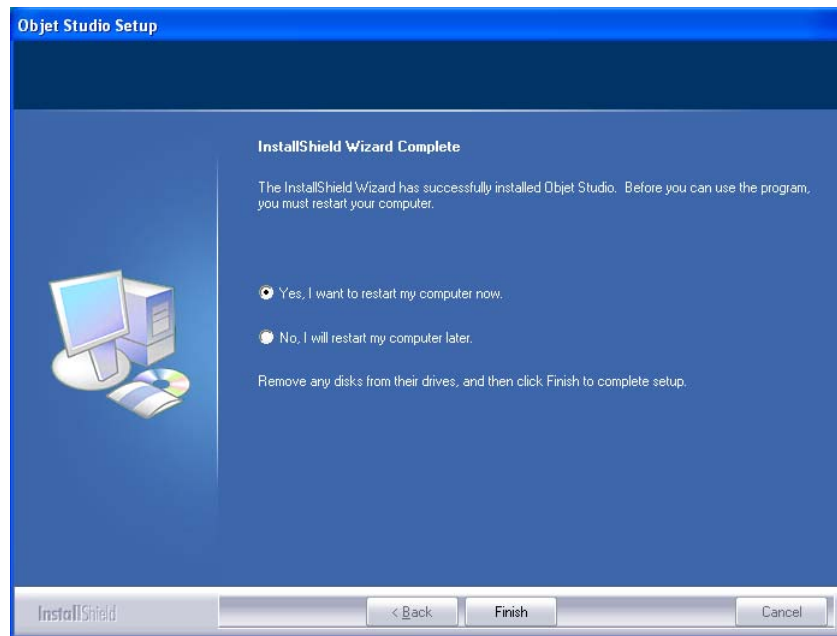 Objet Studio Setup
InstallShield Wizard Complete
The InstallShield Wizard has successfully installed Objet Studio. Before you can use the program,
you must restart your computer.
Yes, I want to restart my computer now.
No, I will restart my computer later.
Remove any disks from their drives, and then click Finish to complete setup.
InstallShield
< Back
Finish
Cancel